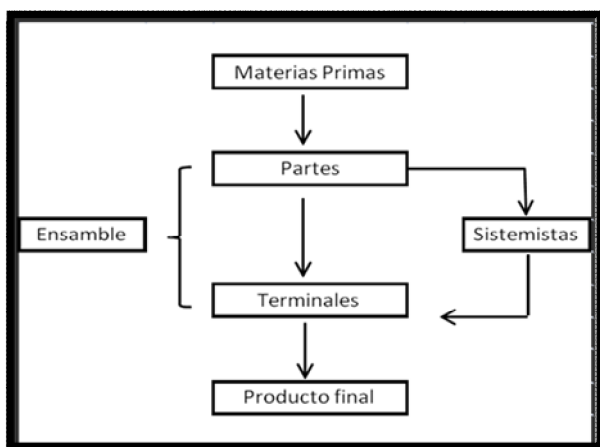 Materias Primas
Partes
Ensamble
Sistemistas
Terminales
Producto final